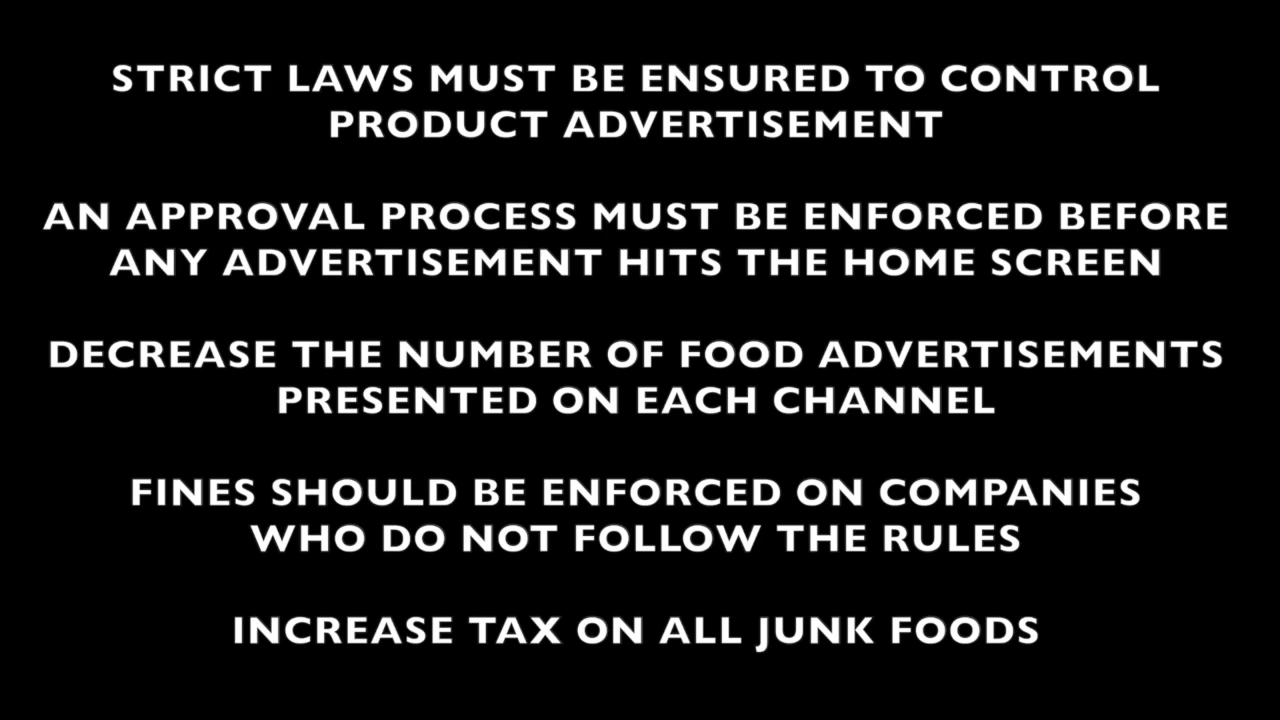 STRICT LAWS MUST BE ENSURED TO CONTROL
PRODUCT ADVERTISEMENT
AN APPROVAL PROCESS MUST BE ENFORCED BEFORE
ANY ADVERTISEMENT HITS THE HOME SCREEN
DECREASE THE NUMBER OF FOOD ADVERTISEMENTS
PRESENTED ON EACH CHANNEL
FINES SHOULD BE ENFORCED ON COMPANIES
WHO DO NOT FOLLOW THE RULES
INCREASE TAX ON ALL JUNK FOODS